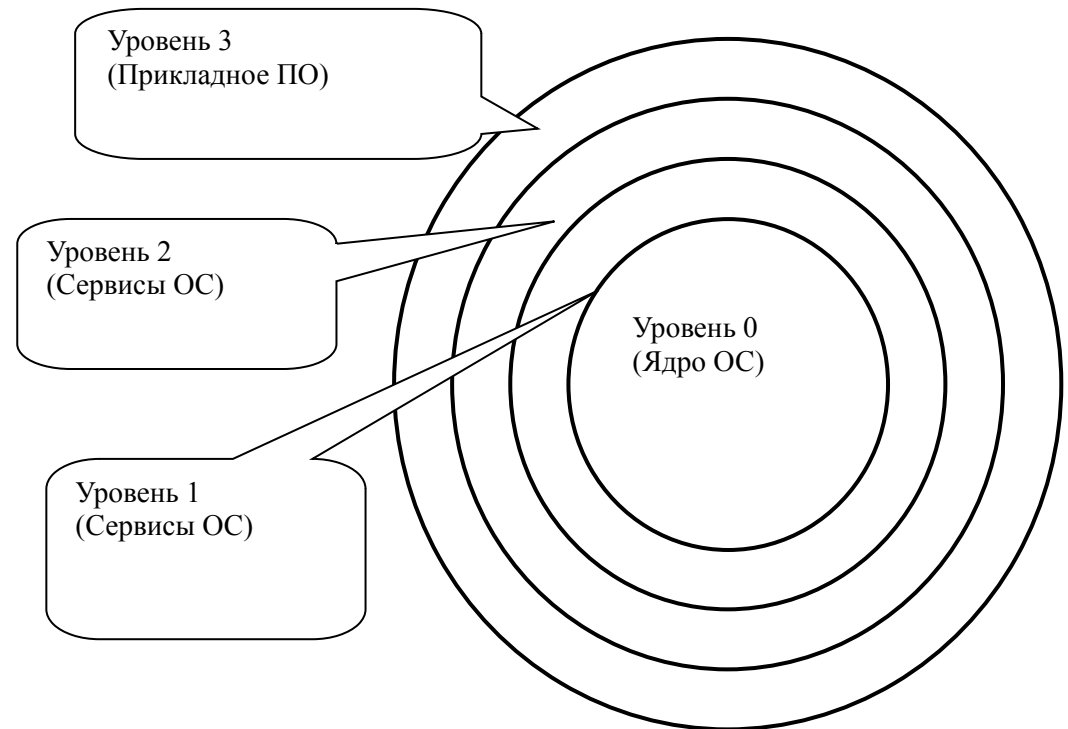 Уровень 3
(Прикладное ПО)
Уровень 2
(Сервисы ОС)
Уровень 0
(Ядро ОС)
Уровень 1
(Сервисы ОС)